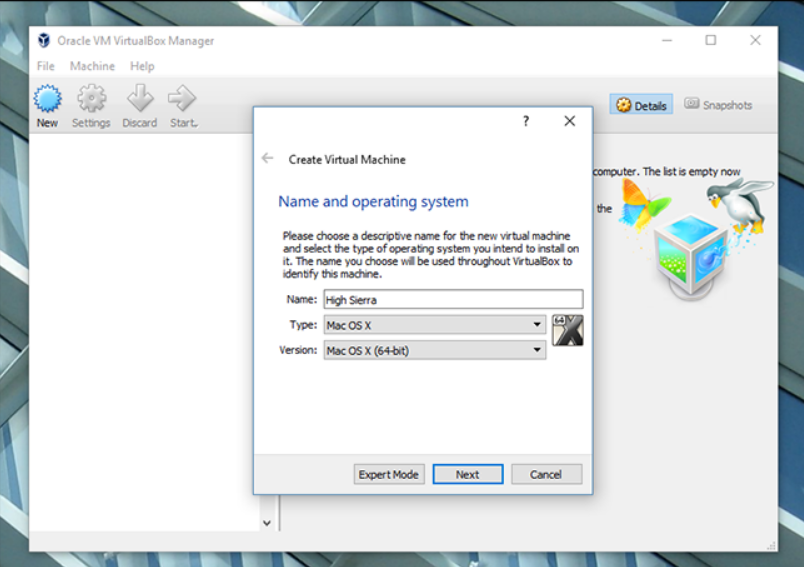 Oracle VM VirtualBox Manager
File Machine Help
New Settings Discard Start.
Details Snapshots
? 
Create Virtual Machine
computer. The list is empty now
the
Name and operating system
Please choose a descriptive name for the new virtual machine
and select the type of operating system you intend to install on
it. The name you choose will be used throughout VirtualBox to
identify this machine.
Name: High Sierra
Type: Mac OS X
64
X
Version: Mac OS X (64-bit)
Expert Mode Next Cancel